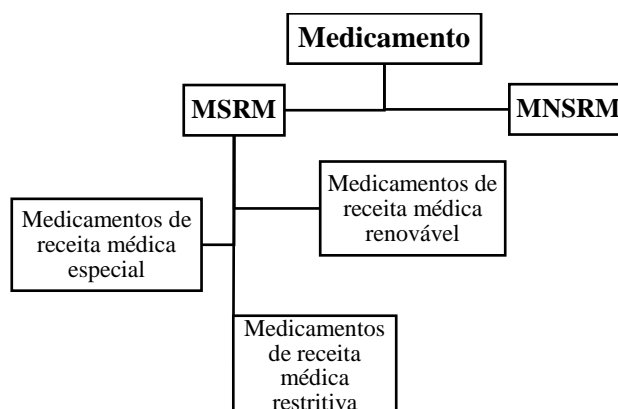 Medicamento
MSRM
MNSRM
Medicamentos de
receita médica
renovável
Medicamentos de
receita médica
especial
Medicamentos
de receita
médica
restritiva